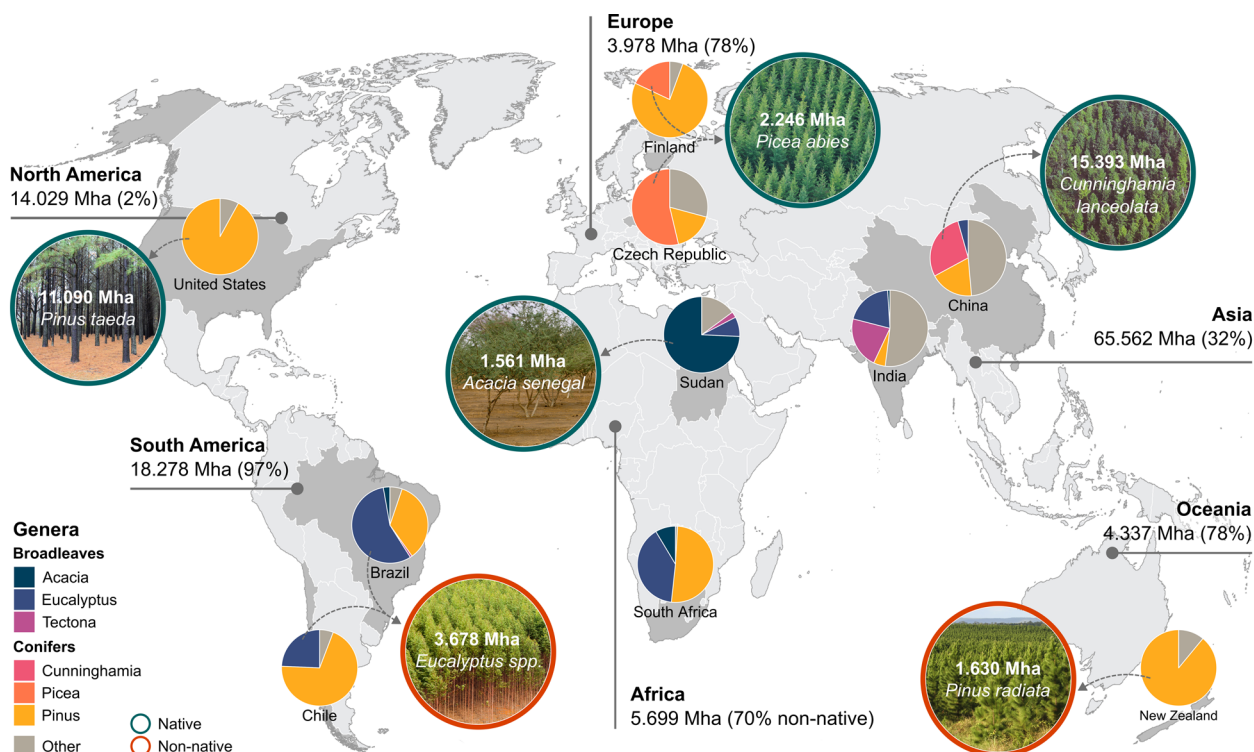 Europe
3.978 Mha (78%)
Finland
2.246 Mha
Picea abies
15.393 Mha
Cunninghamia
lanceolata
North America
14.029 Mha (2%)
United States
11.090 Mha
Pinus taeda
Czech Republic
China
Asia
65.562 Mha (32%)
India
1.561 Mha
Acacia senegal
Sudan
South America
18.278 Mha (97%)
Brazil
Oceania
4.337 Mha (78%)
South Africa
Genera
Broadleaves
Acacia
Eucalyptus
Tectona
Conifers
Cunninghamia
Picea
Pinus
Other
Native
Non-native
Chile
3.678 Mha
Eucalyptus spp.
Africa
5.699 Mha (70% non-native)
1.630 Mha
Pinus radiata
New Zealand